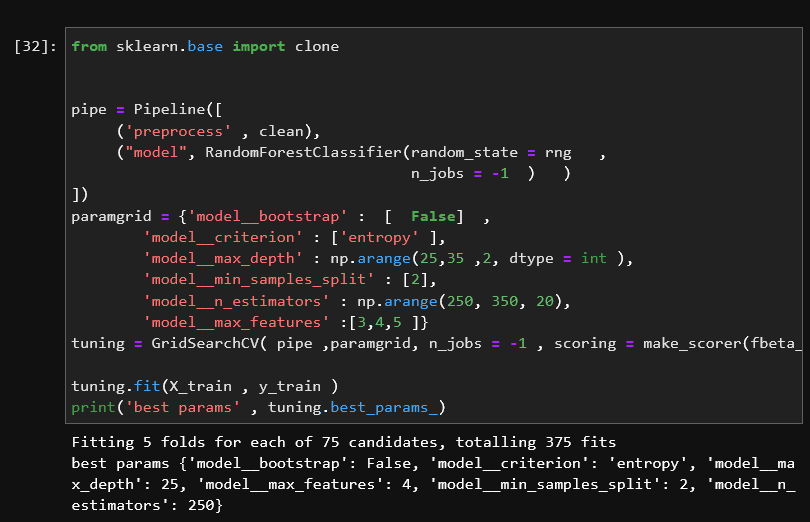 [32]: from sklearn.base import clone
pipe = Pipeline([
('preprocess' , clean),
("model", RandomForestClassifier(random_state = rng ,
n_jobs = -1 ) )
])
paramgrid = {'model__bootstrap' : [ False] ,
'model__criterion' : ['entropy' ],
'model__max_depth' : np.arange(25,35 ,2, dtype = int ),
'model__min_samples_split' : [2],
'model__n_estimators' : np.arange(250, 350, 20),
'model__max_features' :[3,4,5 ]}
tuning = GridSearchCV( pipe ,paramgrid, n_jobs = -1 , scoring = make_scorer(fbeta_
tuning.fit(X_train , y_train )
print('best params' , tuning.best_params_)
Fitting 5 folds for each of 75 candidates, totalling 375 fits
best params {'model__bootstrap': False, 'model__criterion': 'entropy', 'model__ma
x_depth': 25, 'model__max_features': 4, 'model__min_samples_split': 2, 'model__n_
estimators': 250}